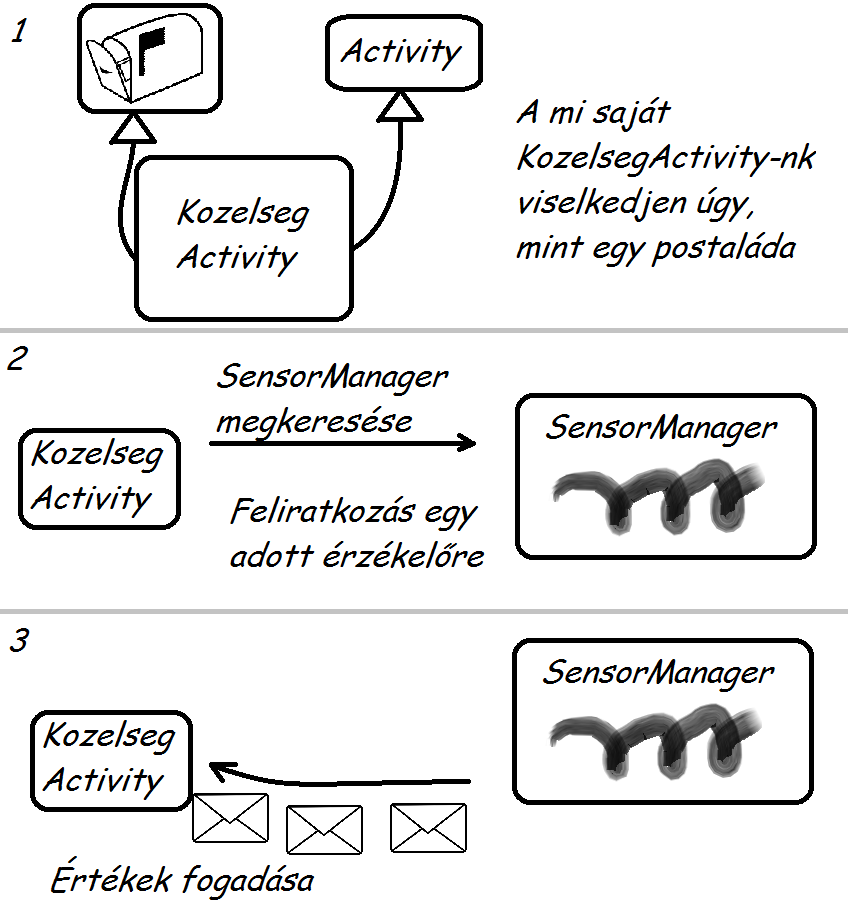 1
Activity
Kozelseg
Activity
A mi saját
KozelsegActivity-nk
viselkedjen úgy,
mint egy postaláda
2
SensorManager
megkeresése
Kozelseg
Activity
Feliratkozás egy
adott érzékelőre
SensorManager
3
SensorManager
Kozelseg
Activity
Értékek fogadása